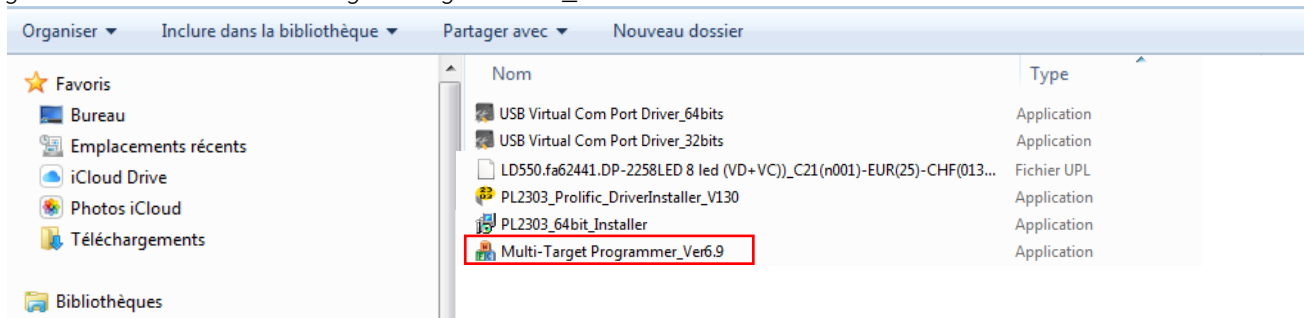 Organiser Inclure dans la bibliothèque Partager avec Nouveau dossier
Favoris
Bureau
Emplacements récents
iCloud Drive
Photos iCloud
Téléchargements
Bibliothèques
Nom Type
USB Virtual Com Port Driver_64bits Application
USB Virtual Com Port Driver_32bits Application
LD550.fa62441.DP-2258LED 8 led (VD+VC))_C21(n001)-EUR(25)-CHF(013... Fichier UPL
PL2303_Prolific_DriverInstaller_V130 Application
PL2303_64bit_Installer Application
Multi-Target Programmer_Ver6.9 Application